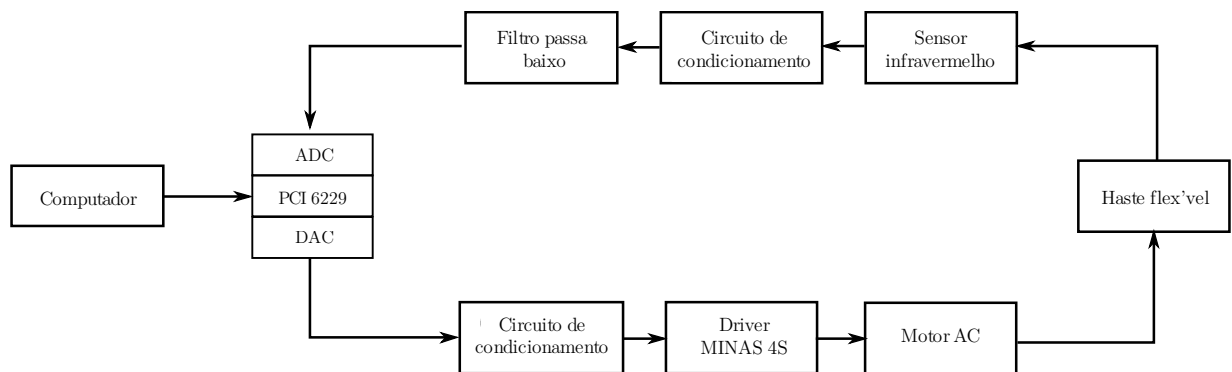 Filtro passa
baixo
Circuito de
condicionamento
Sensor
infravermelho
ADC
Computador
PCI 6229
DAC
Haste flex'vel
Circuito de
condicionamento
Driver
MINAS 4S
Motor AC